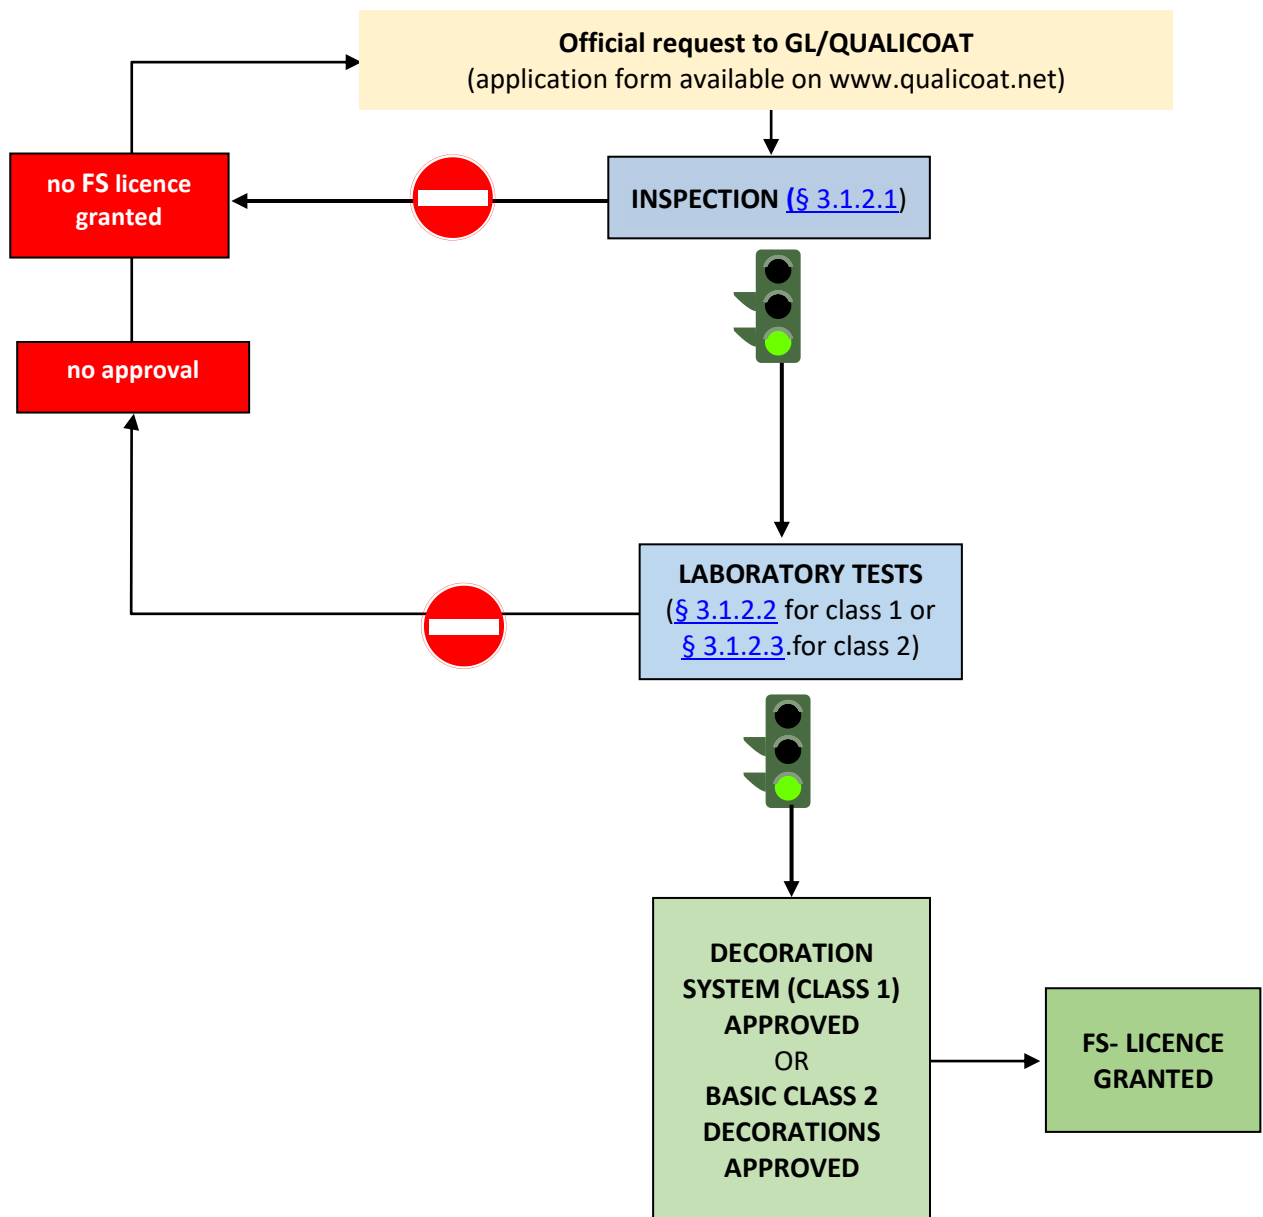 Official request to GL/QUALICOAT
(application form available on www.qualicoat.net)
no FS licence
granted
INSPECTION (§ 3.1.2.1)
no approval
LABORATORY TESTS
(§ 3.1.2.2 for class 1 or
§ 3.1.2.3.for class 2)
DECORATION
SYSTEM (CLASS 1)
APPROVED
OR
BASIC CLASS 2
DECORATIONS
APPROVED
FS- LICENCE
GRANTED